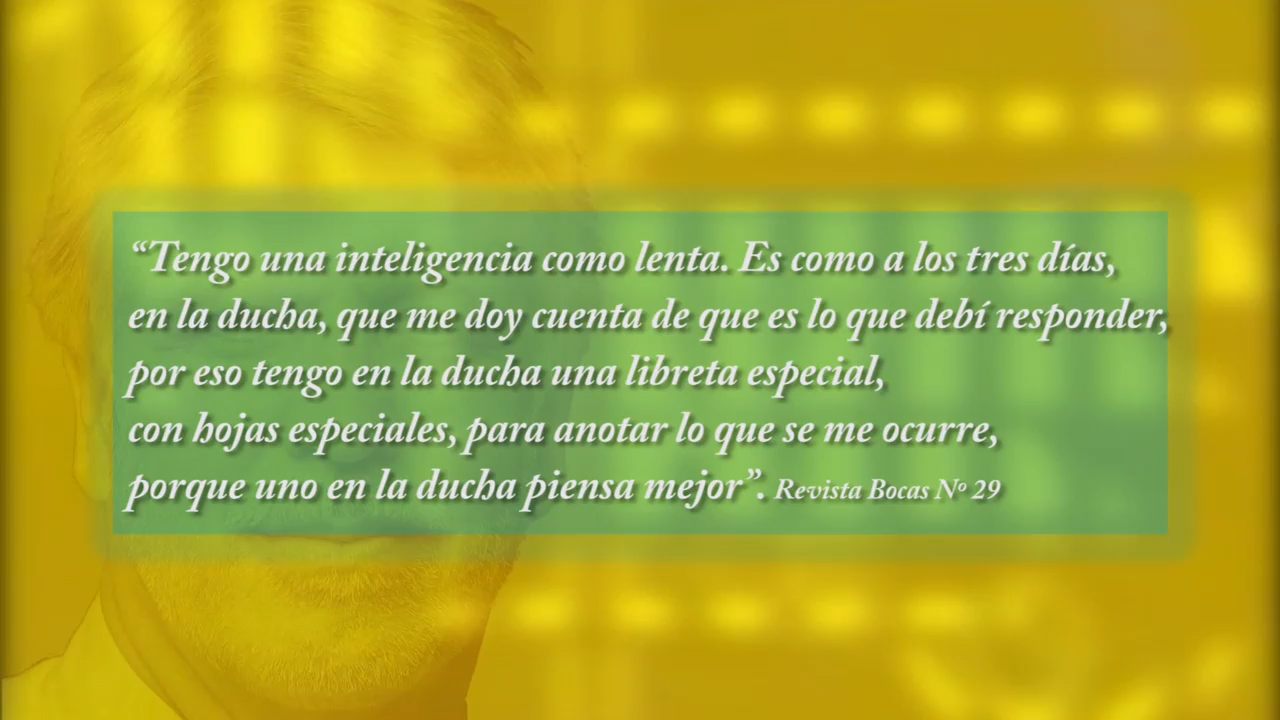 “Tengo una inteligencia como lenta. Es como a los tres días,
en la ducha, que me doy cuenta de que es lo que debí responder,
por eso tengo en la ducha una libreta especial,
con hojas especiales, para anotar lo que se me ocurre,
porque uno en la ducha piensa mejor”. Revista Bocas Nº 29